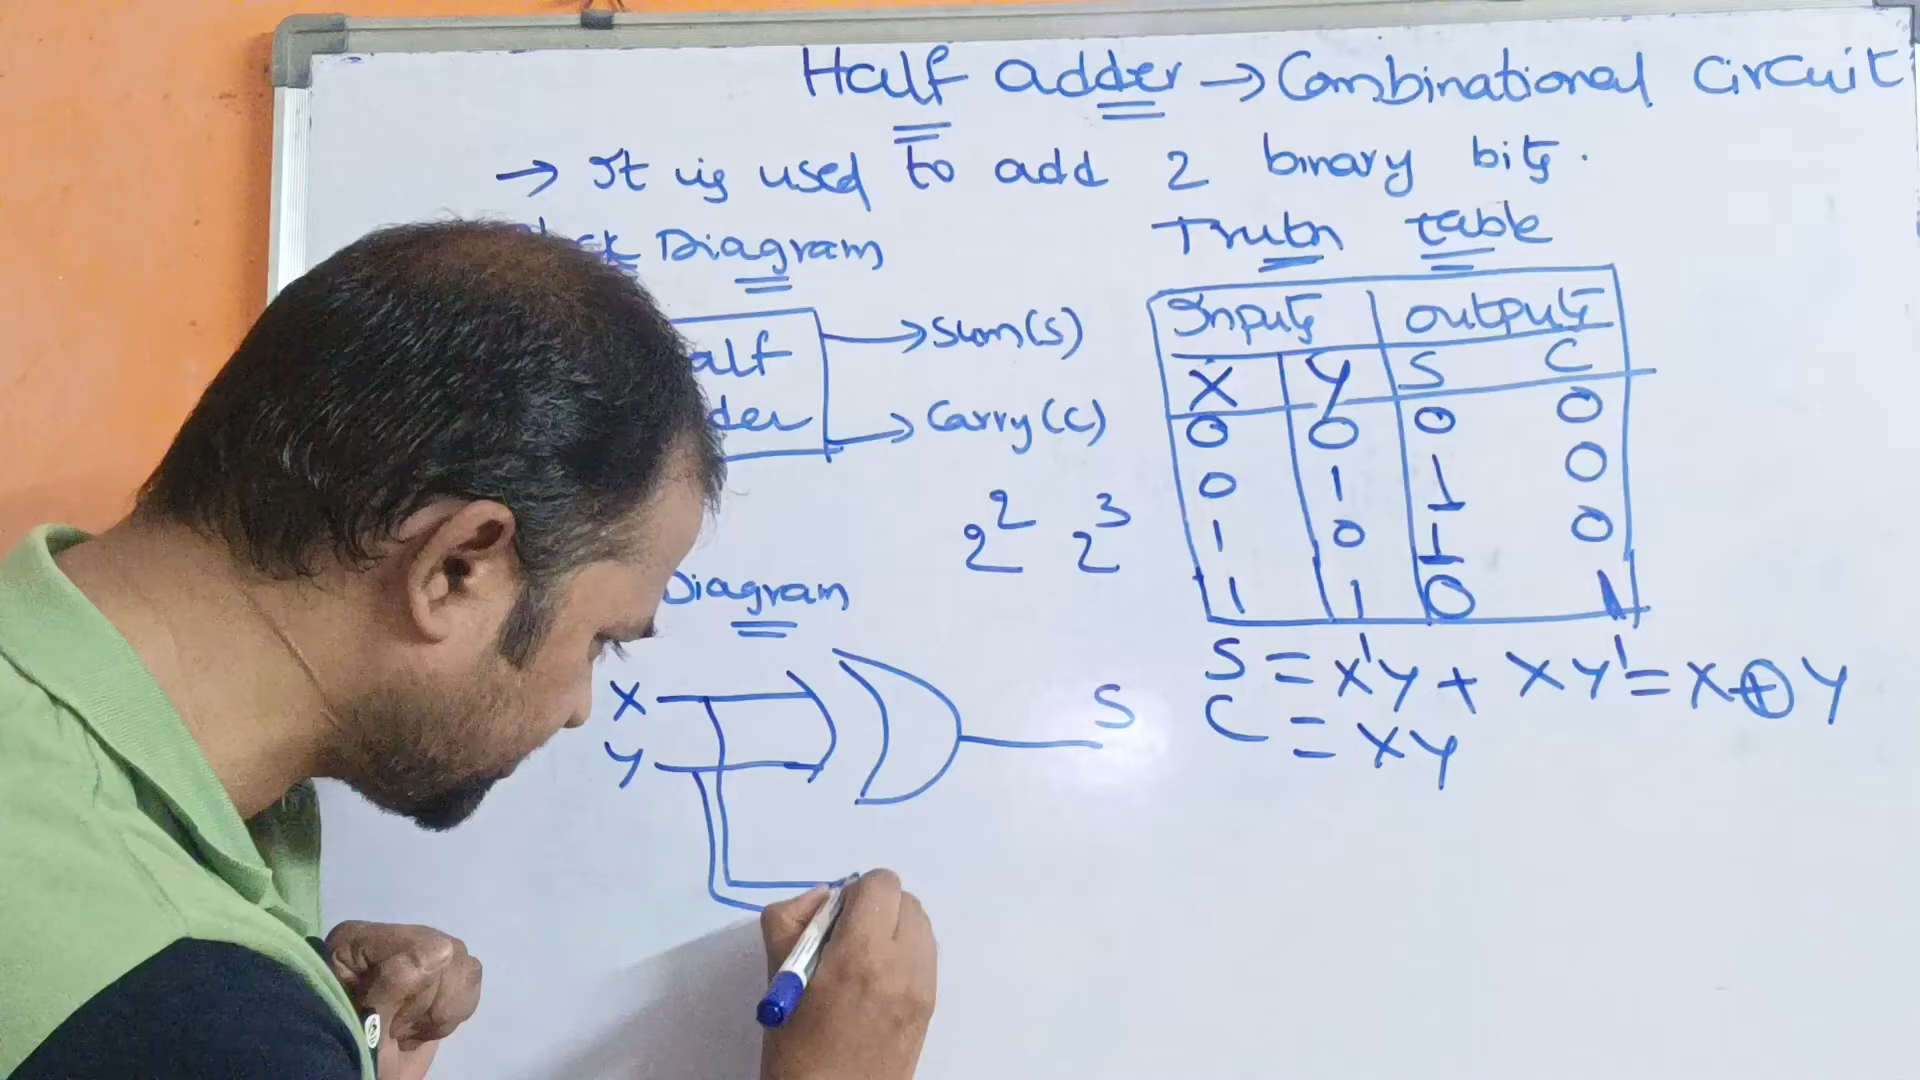 Half adder → Combinational Circuit
→ It is used to add 2 binary bits.
Diagram
Truth table
Sum(S)
Carry(C)
Inputs outputs
X Y S C
0 0 0 0
0 1 1 0
1 0 1 0
1 1 0 1
2² 2³
Diagram
X
Y
S
S = X'Y + XY' = X ⊕ Y
C = XY